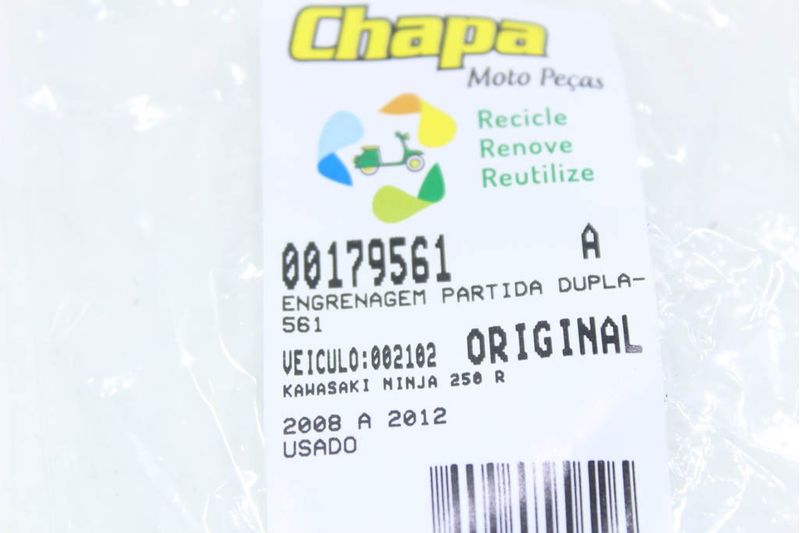 Chapa
Moto Peças
Recicle
Renove
Reutilize
00179561 A
ENGRENAGEM PARTIDA DUPLA-
561
VEICULO:002102 ORIGINAL
KAWASAKI NINJA 250 R
2008 A 2012
USADO